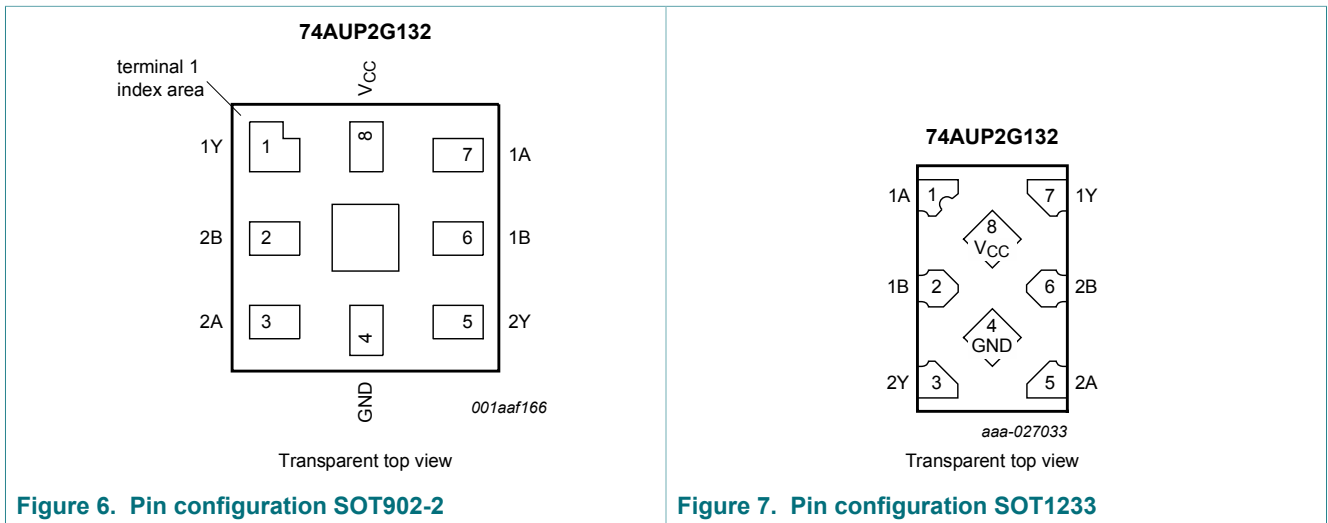 74AUP2G132
terminal 1
index area
VCC
1Y 1 8 7 1A
2B 2 6 1B
2A 3 4 5 2Y
GND
001aaf166
Transparent top view
Figure 6. Pin configuration SOT902-2
74AUP2G132
1A 1 7 1Y
8
VCC
1B 2 6 2B
4
GND
2Y 3 5 2A
aaa-027033
Transparent top view
Figure 7. Pin configuration SOT1233